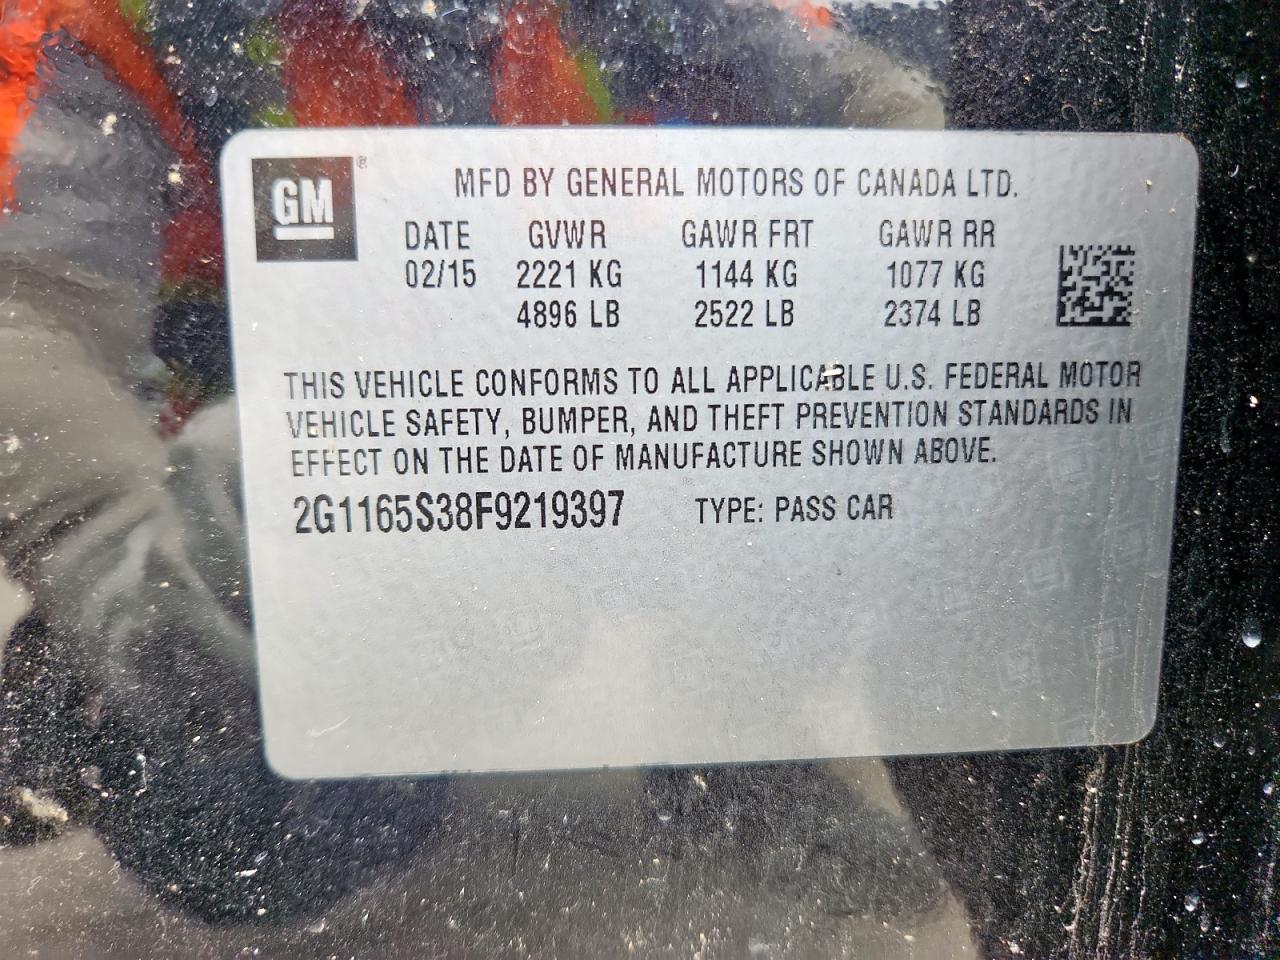 GM
MFD BY GENERAL MOTORS OF CANADA LTD.
DATE GVWR GAWR FRT GAWR RR
02/15 2221 KG 1144 KG 1077 KG
4896 LB 2522 LB 2374 LB
THIS VEHICLE CONFORMS TO ALL APPLICABLE U.S. FEDERAL MOTOR
VEHICLE SAFETY, BUMPER, AND THEFT PREVENTION STANDARDS IN
EFFECT ON THE DATE OF MANUFACTURE SHOWN ABOVE.
2G1165S38F9219397 TYPE: PASS CAR